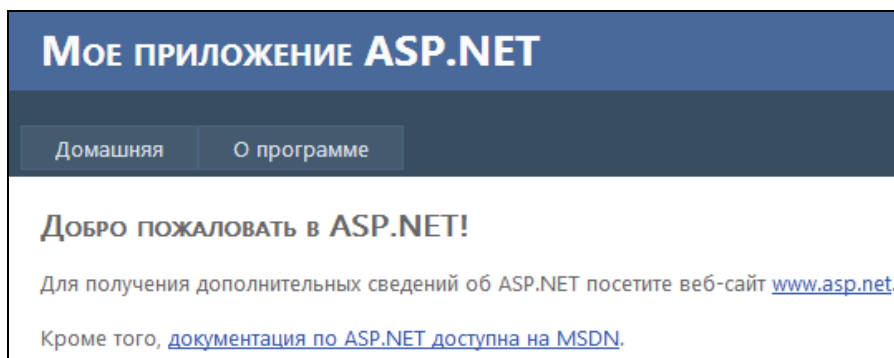 Мое приложение ASP.NET
Домашняя О программе
Добро пожаловать в ASP.NET!
Для получения дополнительных сведений об ASP.NET посетите веб-сайт www.asp.net.
Кроме того, документация по ASP.NET доступна на MSDN.